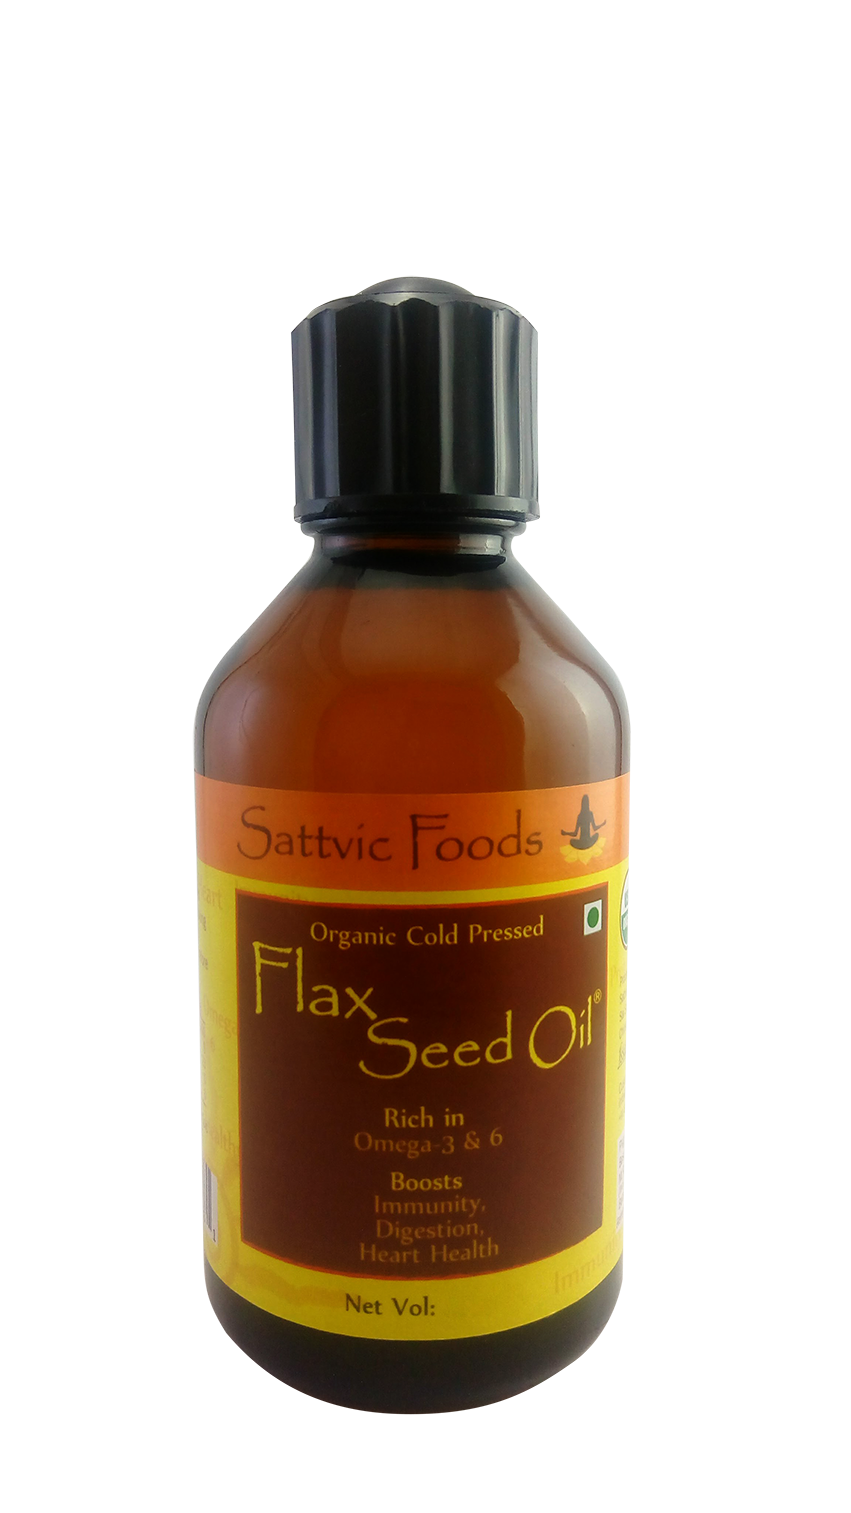 Sattvic Foods
Organic Cold Pressed
Flax
Seed Oil®
Rich in
Omega-3 & 6
Boosts
Immunity,
Digestion,
Heart Health
Net Vol: